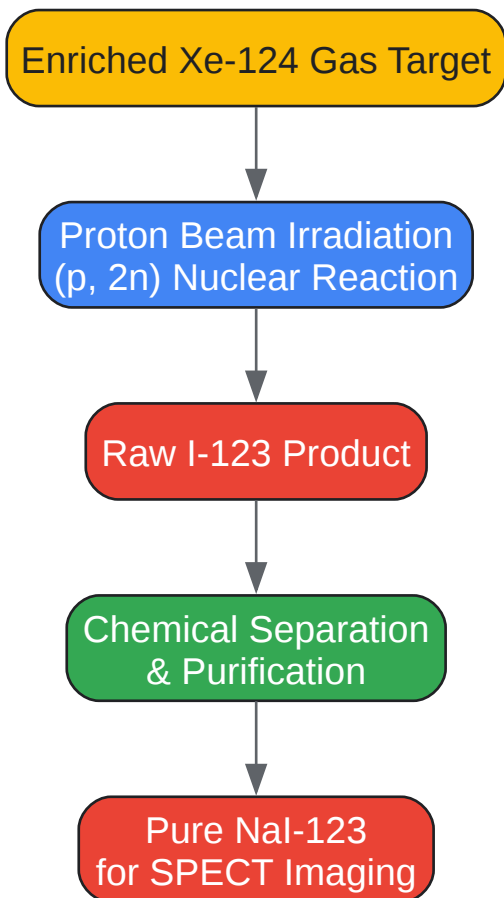 Enriched Xe-124 Gas Target
Proton Beam Irradiation
(p, 2n) Nuclear Reaction
Raw I-123 Product
Chemical Separation
& Purification
Pure NaI-123
for SPECT Imaging